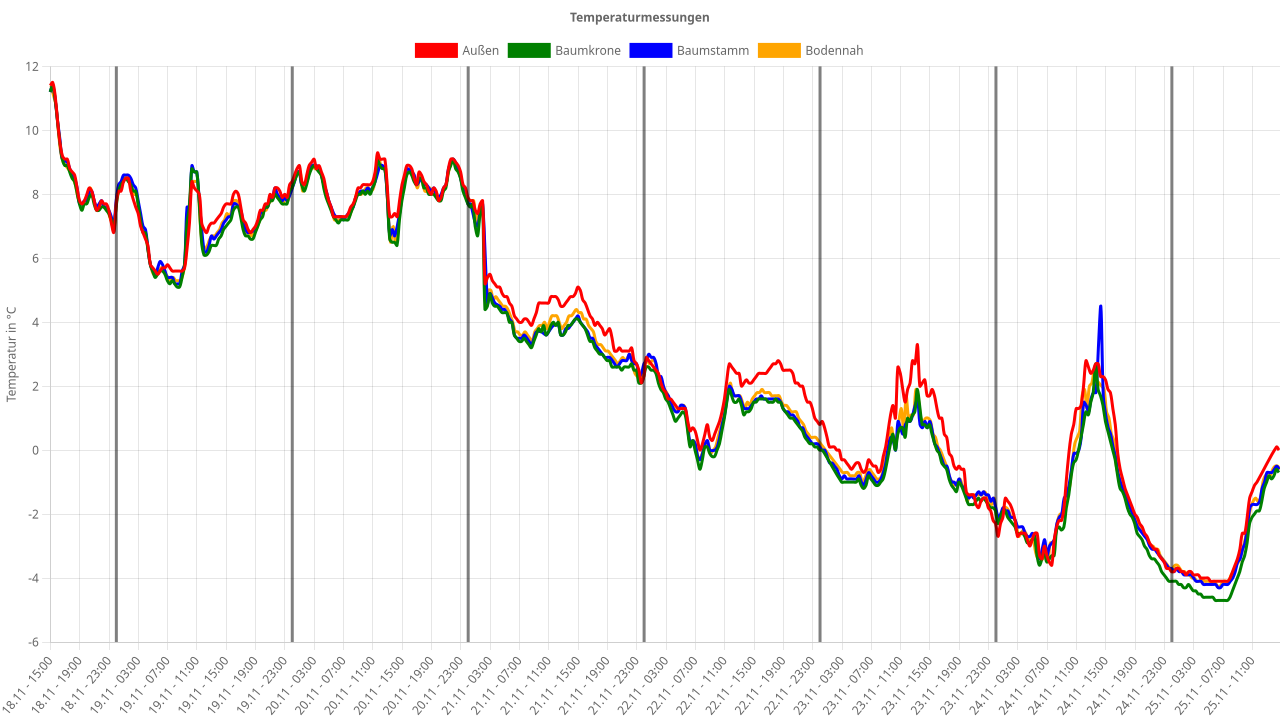 Temperaturmessungen
Außen Baumkrone Baumstamm Bodennah
Temperatur in °C
12
10
8
6
4
2
0
-2
-4
-6
18.11 - 15:00
18.11 - 19:00
18.11 - 23:00
19.11 - 03:00
19.11 - 07:00
19.11 - 11:00
19.11 - 15:00
19.11 - 19:00
19.11 - 23:00
20.11 - 03:00
20.11 - 07:00
20.11 - 11:00
20.11 - 15:00
20.11 - 19:00
20.11 - 23:00
21.11 - 03:00
21.11 - 07:00
21.11 - 11:00
21.11 - 15:00
21.11 - 19:00
21.11 - 23:00
22.11 - 03:00
22.11 - 07:00
22.11 - 11:00
22.11 - 15:00
22.11 - 19:00
22.11 - 23:00
23.11 - 03:00
23.11 - 07:00
23.11 - 11:00
23.11 - 15:00
23.11 - 19:00
23.11 - 23:00
24.11 - 03:00
24.11 - 07:00
24.11 - 11:00
24.11 - 15:00
24.11 - 19:00
24.11 - 23:00
25.11 - 03:00
25.11 - 07:00
25.11 - 11:00